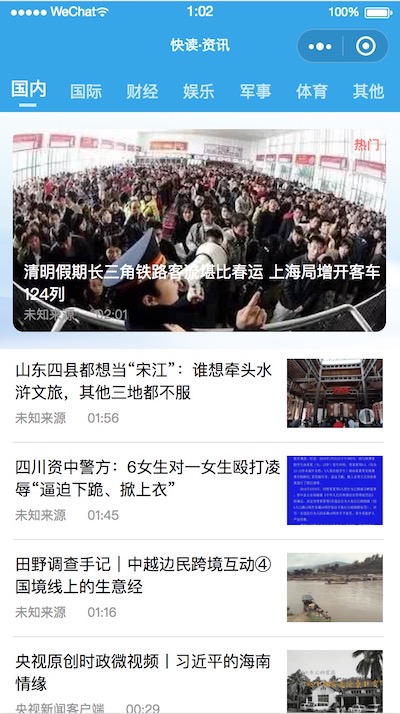 WeChat 1:02 100%
快读·资讯
国内 国际 财经 娱乐 军事 体育 其他
热门
清明假期长三角铁路客流堪比春运 上海局增开客车
124列
未知来源 02:01
山东四县都想当“宋江”：谁想牵头水
浒文旅，其他三地都不服
未知来源 01:56
四川资中警方：6女生对一女生殴打凌
辱“逼迫下跪、掀上衣”
未知来源 01:45
田野调查手记｜中越边民跨境互动④
国境线上的生意经
未知来源 01:16
央视原创时政微视频丨习近平的海南
情缘
央视新闻客户端 00:29